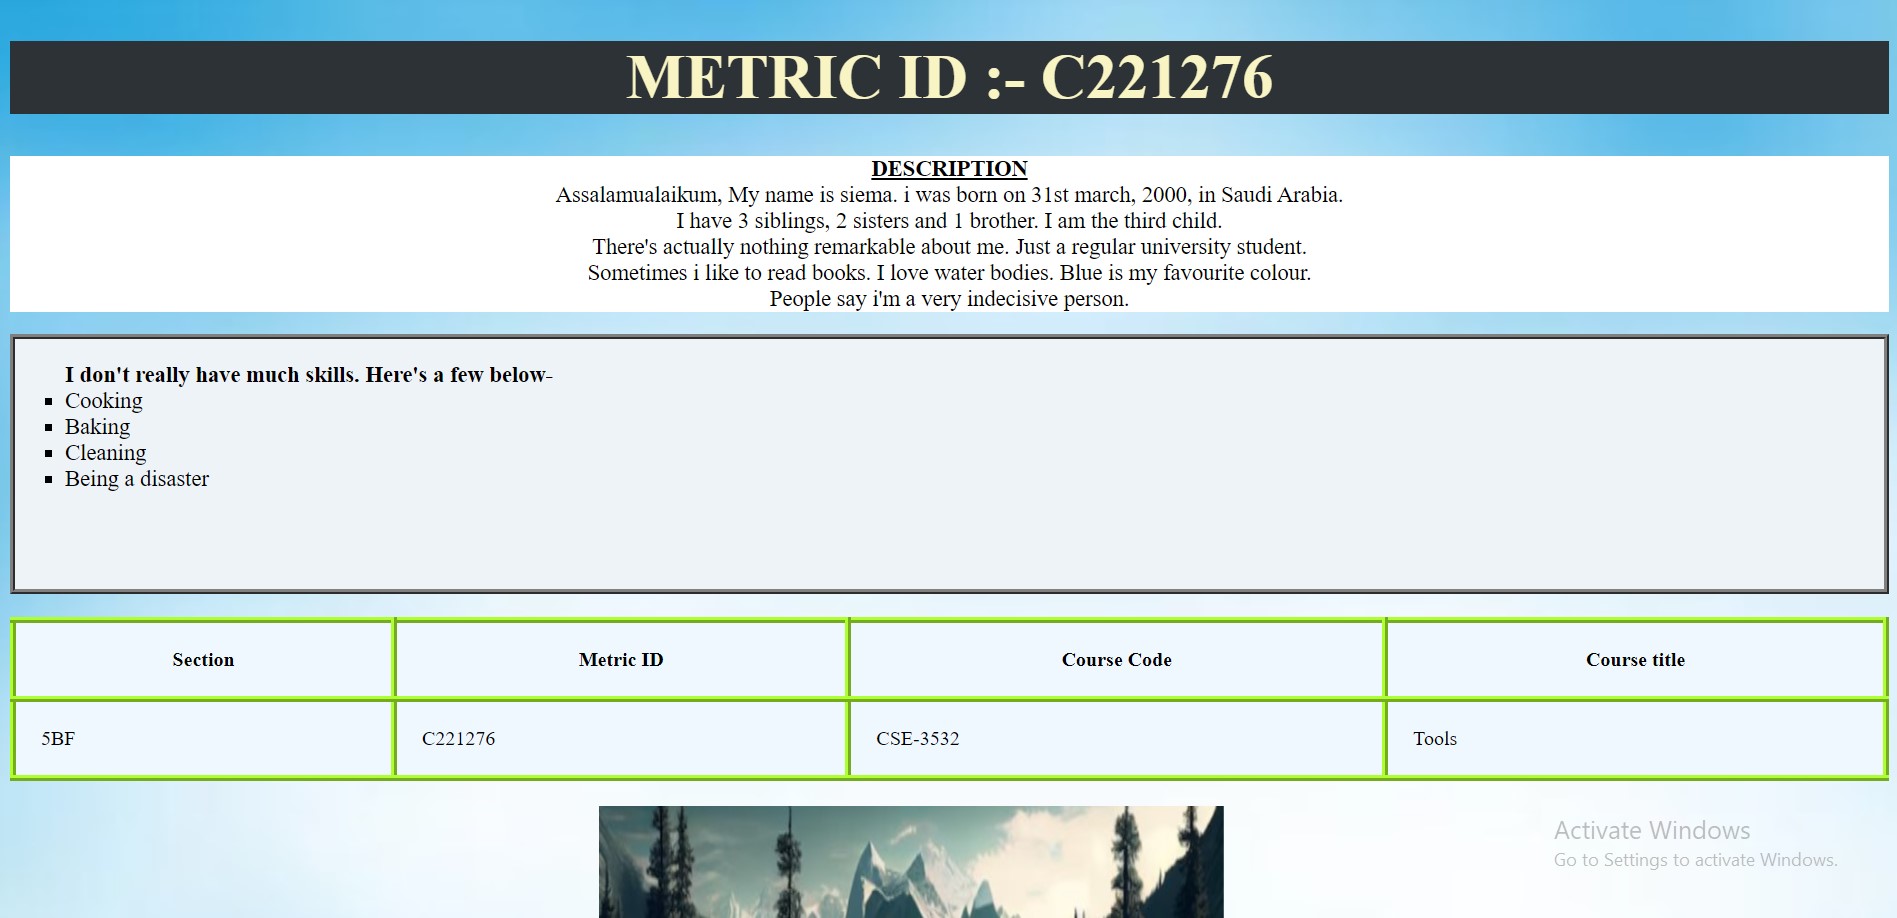 METRIC ID :- C221276
DESCRIPTION
Assalamualaikum, My name is siema. i was born on 31st march, 2000, in Saudi Arabia.
I have 3 siblings, 2 sisters and 1 brother. I am the third child.
There's actually nothing remarkable about me. Just a regular university student.
Sometimes i like to read books. I love water bodies. Blue is my favourite colour.
People say i'm a very indecisive person.
I don't really have much skills. Here's a few below-
Cooking
Baking
Cleaning
Being a disaster
Section Metric ID Course Code Course title
5BF C221276 CSE-3532 Tools
Activate Windows
Go to Settings to activate Windows.